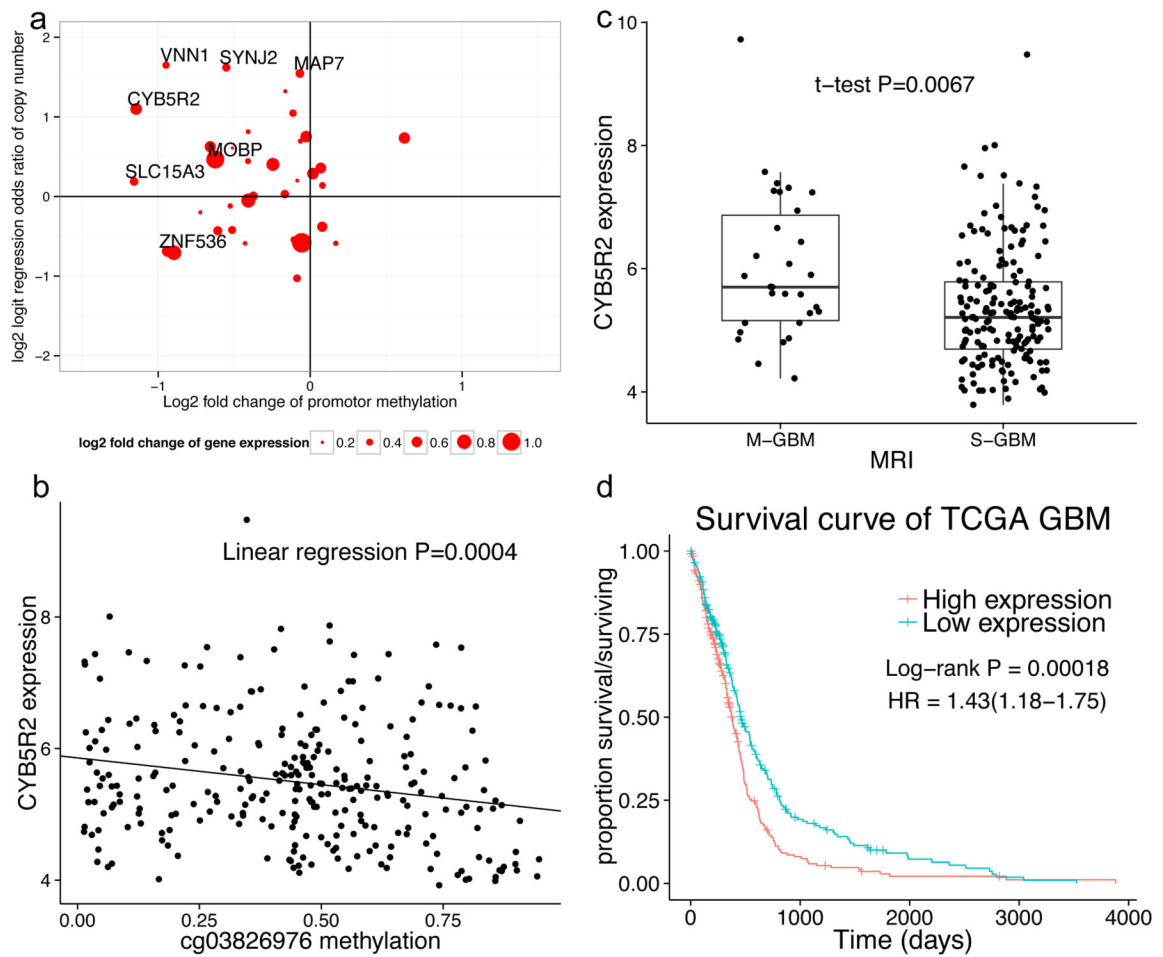 a
log2 logit regression odds ratio of copy number
2
1
0
−1
−2
VNN1
SYNJ2
MAP7
CYB5R2
MOBP
SLC15A3
ZNF536
−1
0
1
Log2 fold change of promotor methylation
log2 fold change of gene expression 0.2 0.4 0.6 0.8 1.0
c
CYB5R2 expression
10
8
6
4
t−test P=0.0067
M−GBM
S−GBM
MRI
b
CYB5R2 expression
8
6
4
Linear regression P=0.0004
0.00
0.25
0.50
0.75
cg03826976 methylation
d
Survival curve of TCGA GBM
proportion survival/surviving
1.00
0.75
0.50
0.25
0.00
High expression
Low expression
Log−rank P = 0.00018
HR = 1.43(1.18−1.75)
0
1000
2000
3000
4000
Time (days)